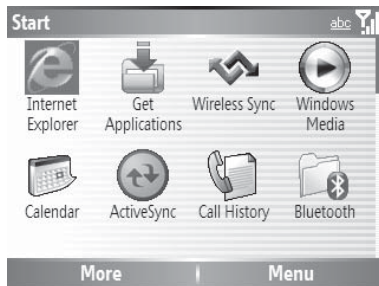 Start abc
Internet Explorer
Get Applications
Wireless Sync
Windows Media
Calendar
ActiveSync
Call History
Bluetooth
More Menu